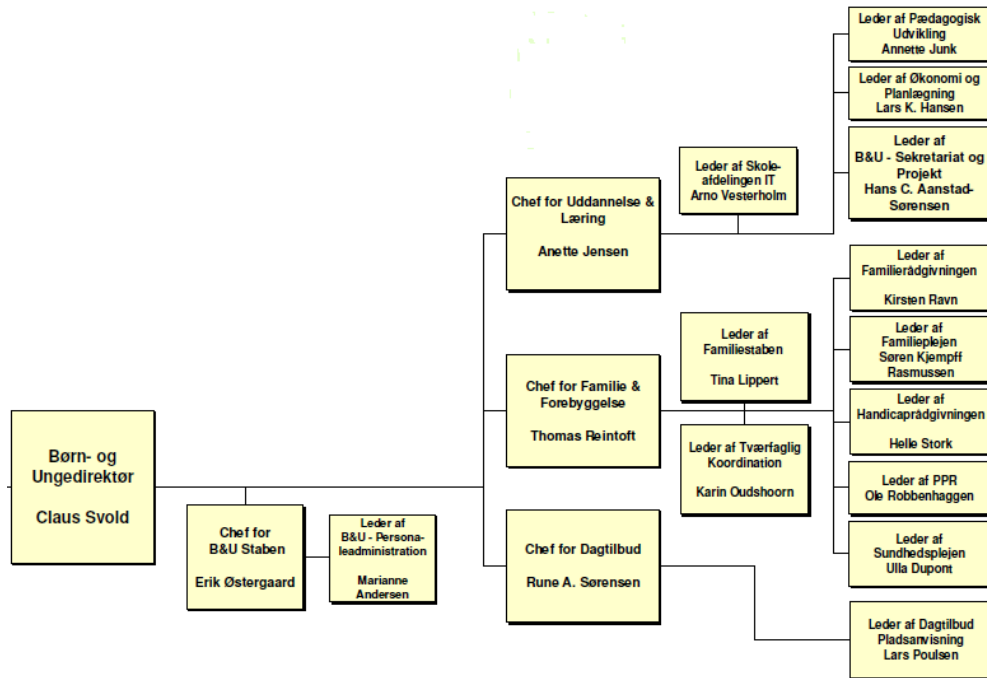 Børn- og
Ungedirektør
Claus Svold
Chef for
B&U Staben
Erik Østergaard
Leder af
B&U - Persona-
leadministration
Marianne
Andersen
Chef for Uddannelse &
Læring
Anette Jensen
Leder af Skole-
afdelingen IT
Arno Vesterholm
Leder af Pædagogisk
Udvikling
Annette Junk
Leder af Økonomi og
Planlægning
Lars K. Hansen
Leder af
B&U - Sekretariat og
Projekt
Hans C. Aanstad-
Sørensen
Chef for Familie &
Forebyggelse
Thomas Reintoft
Leder af
Familiestaben
Tina Lippert
Leder af Tværfaglig
Koordination
Karin Oudshoorn
Leder af
Familierådgivningen
Kirsten Ravn
Leder af
Familieplejen
Søren Kjempff
Rasmussen
Leder af
Handicaprådgivningen
Helle Stork
Leder af PPR
Ole Robbenhaggen
Leder af
Sundhedsplejen
Ulla Dupont
Chef for Dagtilbud
Rune A. Sørensen
Leder af Dagtilbud
Pladsanvisning
Lars Poulsen